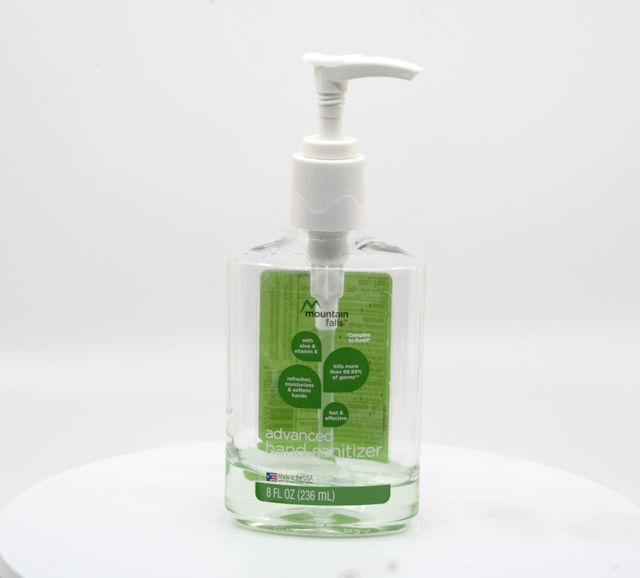 mountain
falls™
with
aloe &
vitamin E
"Compare
to Purell®
kills more
than 99.99%
of germs***
refreshes,
moisturizes
& softens
hands
fast &
effective
advanced
hand sanitizer
Made in the USA
8 FL OZ (236 mL)